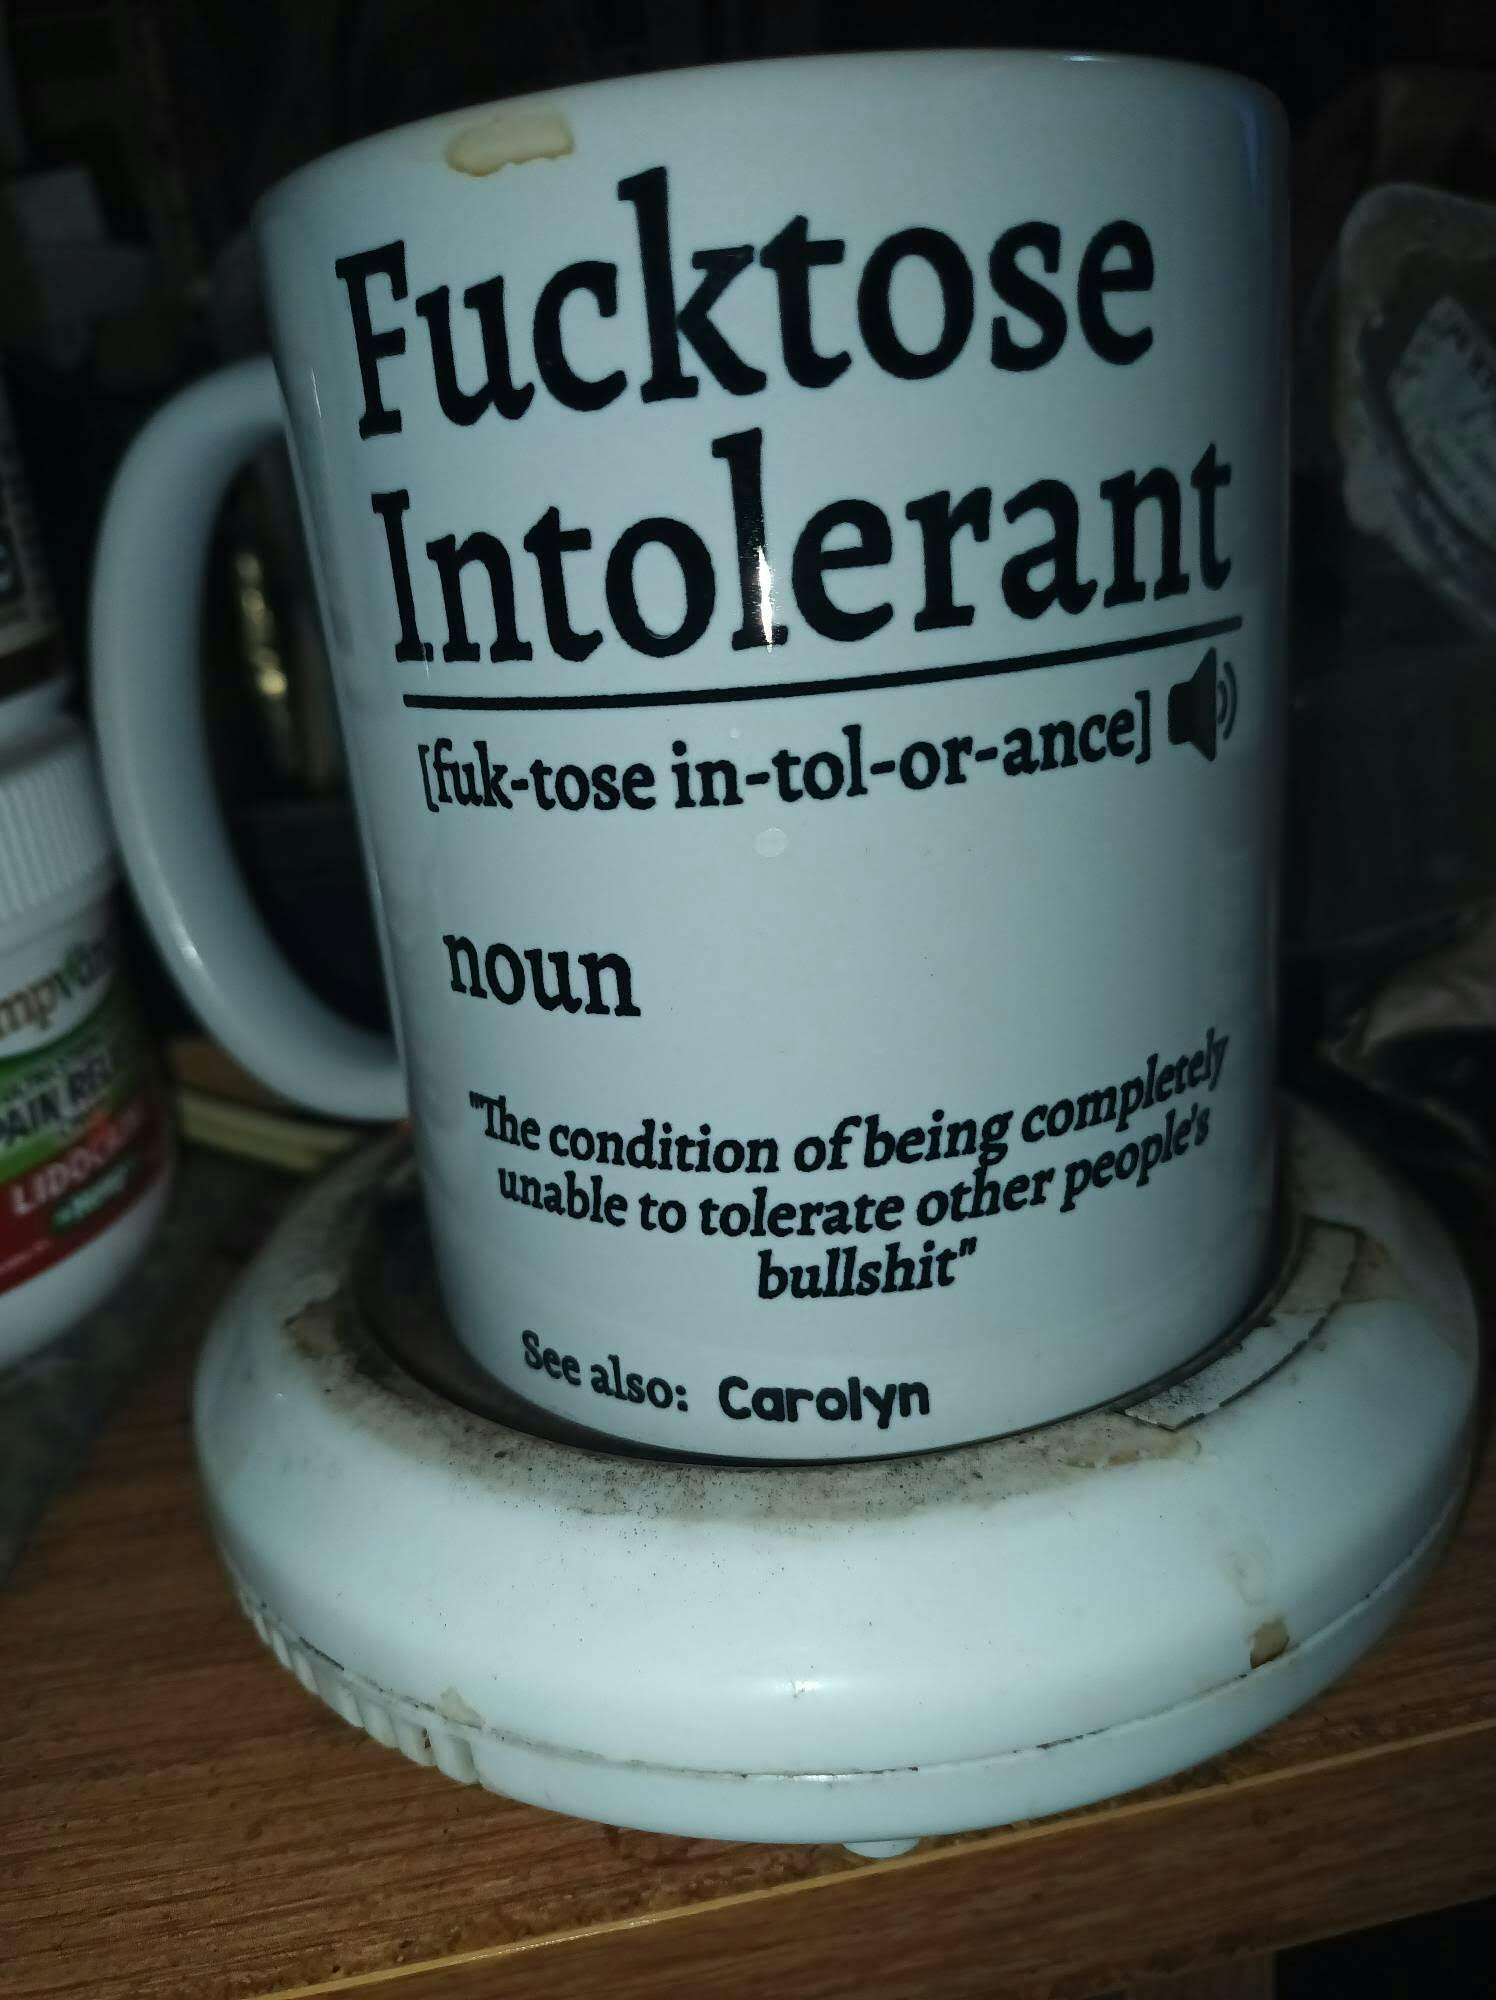 Fucktose
Intolerant
[fuk-tose in-tol-or-ance]
noun
"The condition of being completely
unable to tolerate other people's
bullshit"
See also: Carolyn